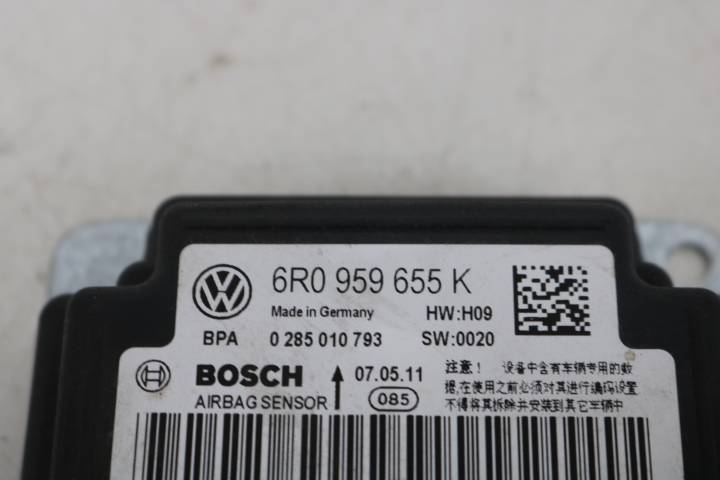 6R0 959 655 K
Made in Germany HW:H09
BPA 0 285 010 793 SW:0020
BOSCH 07.05.11
AIRBAG SENSOR 085
注意！ 设备中含有车辆专用的数
据,在使用之前必须对其进行编码设置
不得将其拆除并安装到其它车辆中